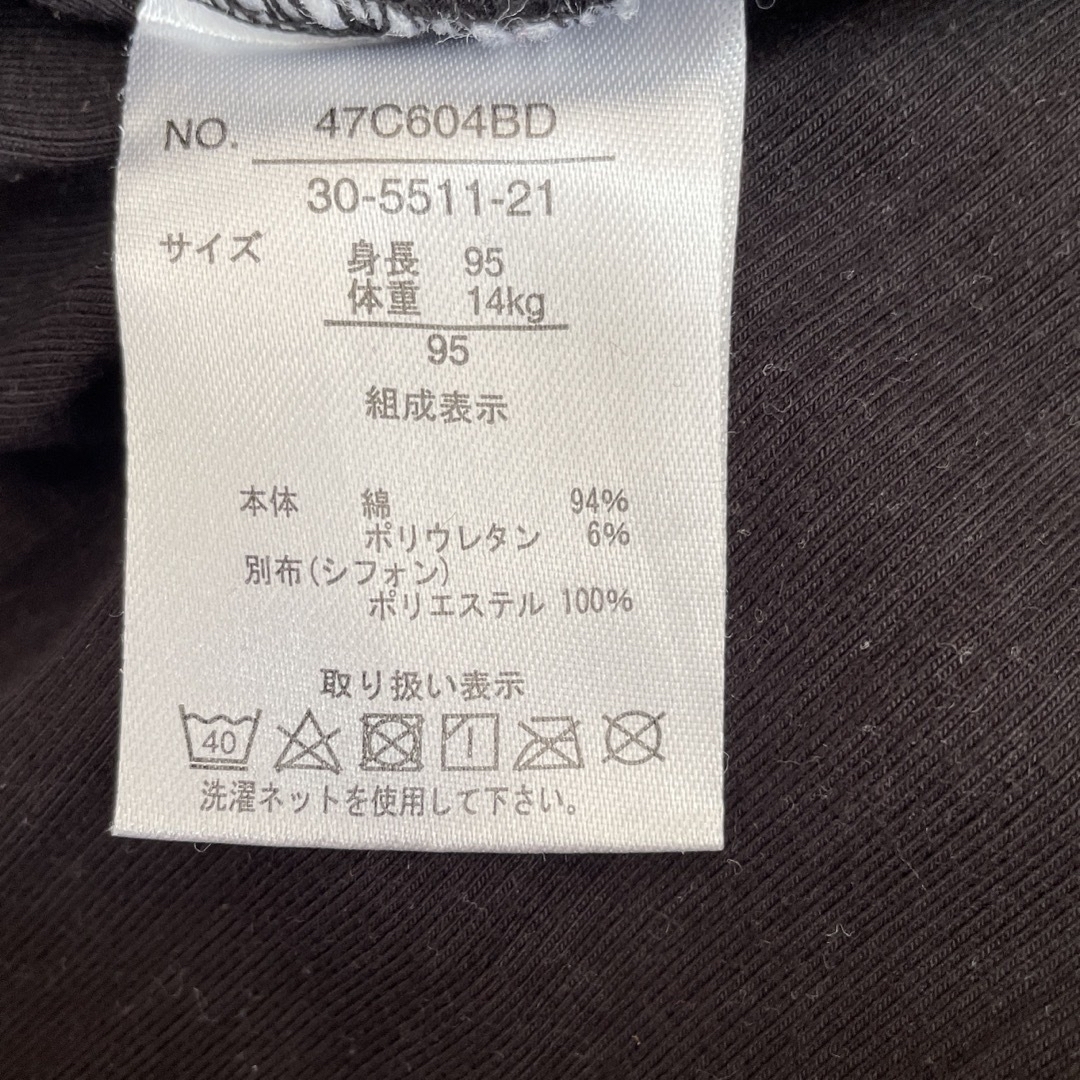 NO. 47C604BD
30-5511-21
サイズ 身長 95
体重 14kg
95
組成表示
本体 綿 94%
ポリウレタン 6%
別布(シフォン)
ポリエステル 100%
取り扱い表示
40
洗濯ネットを使用して下さい。